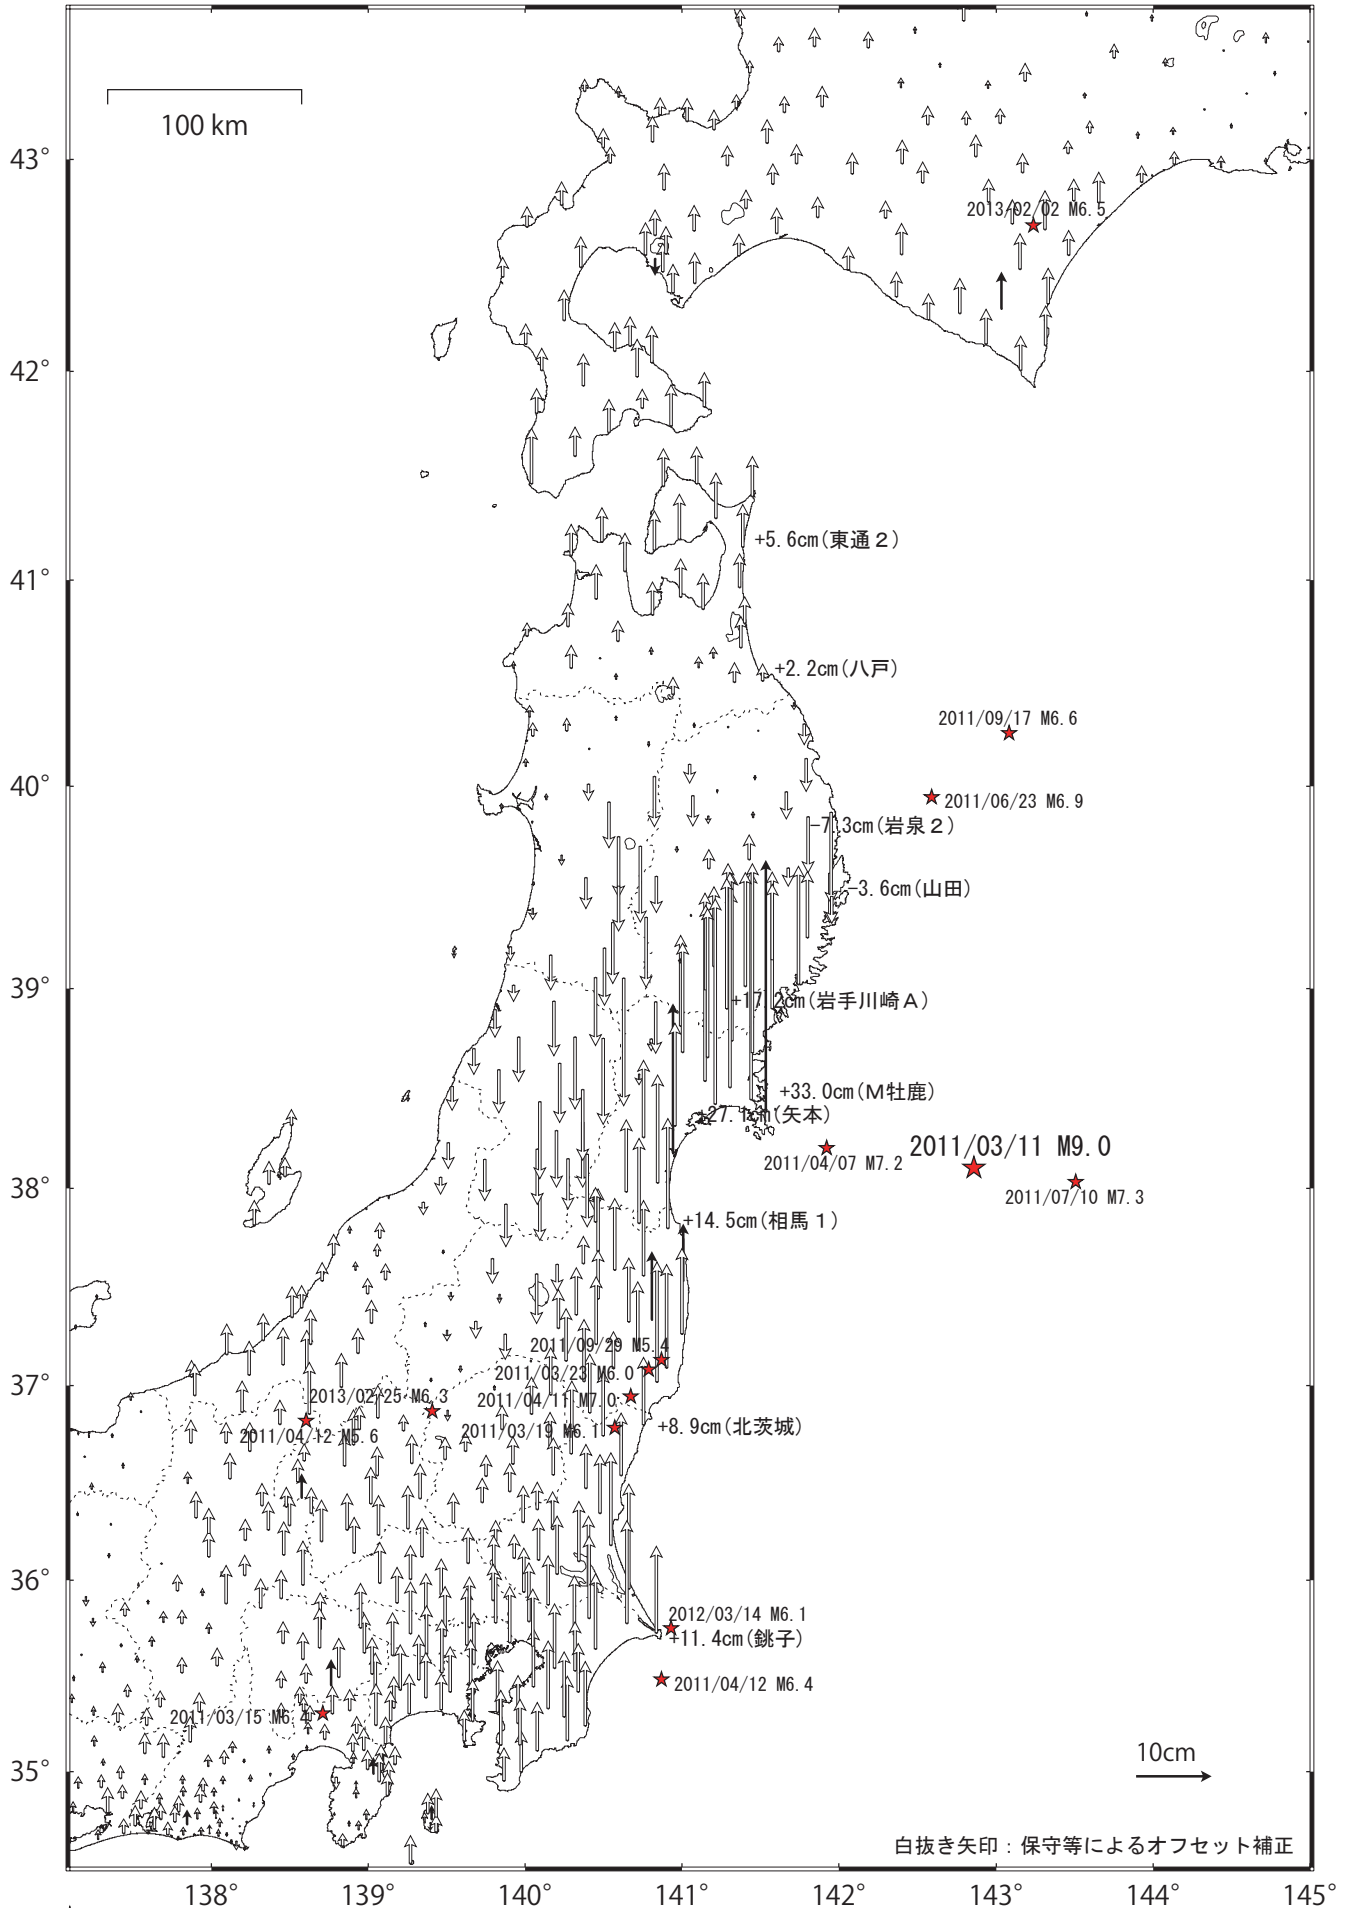 100 km
43°
2013/02/02 M6.5
42°
+5.6cm(東通２)
41°
+2.2cm(八戸)
2011/09/17 M6.6
40°
2011/06/23 M6.9
-7.3cm(岩泉２)
-3.6cm(山田)
39°
+17.2cm(岩手川崎Ａ)
+33.0cm(Ｍ牡鹿)
+27.1cm(矢本)
2011/03/11 M9.0
2011/04/07 M7.2
38°
2011/07/10 M7.3
+14.5cm(相馬１)
2011/09/29 M5.4
2011/03/23 M6.0
37°
2013/02/25 M6.3
2011/04/11 M7.0
2011/04/12 M5.6
2011/03/19 M6.1
+8.9cm(北茨城)
36°
2012/03/14 M6.1
+11.4cm(銚子)
2011/04/12 M6.4
2011/03/15 M6.4
35°
10cm
白抜き矢印：保守等によるオフセット補正
138° 139° 140° 141° 142° 143° 144° 145°